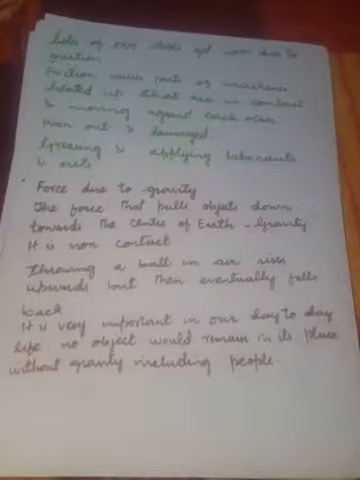 Soles of our shoes get worn due to
friction
Friction causes parts of machines
heated up that are in contact
& moving against each other
Worn out & damaged
Greasing & applying lubricants
& oils
Force due to gravity
The force that pulls objects down
towards the centre of Earth - Gravity
It is non contact
Throwing a ball in air rises
upwards but then eventually falls
back
It is very important in our day to day
life. no object would remain in its place
without gravity including people.